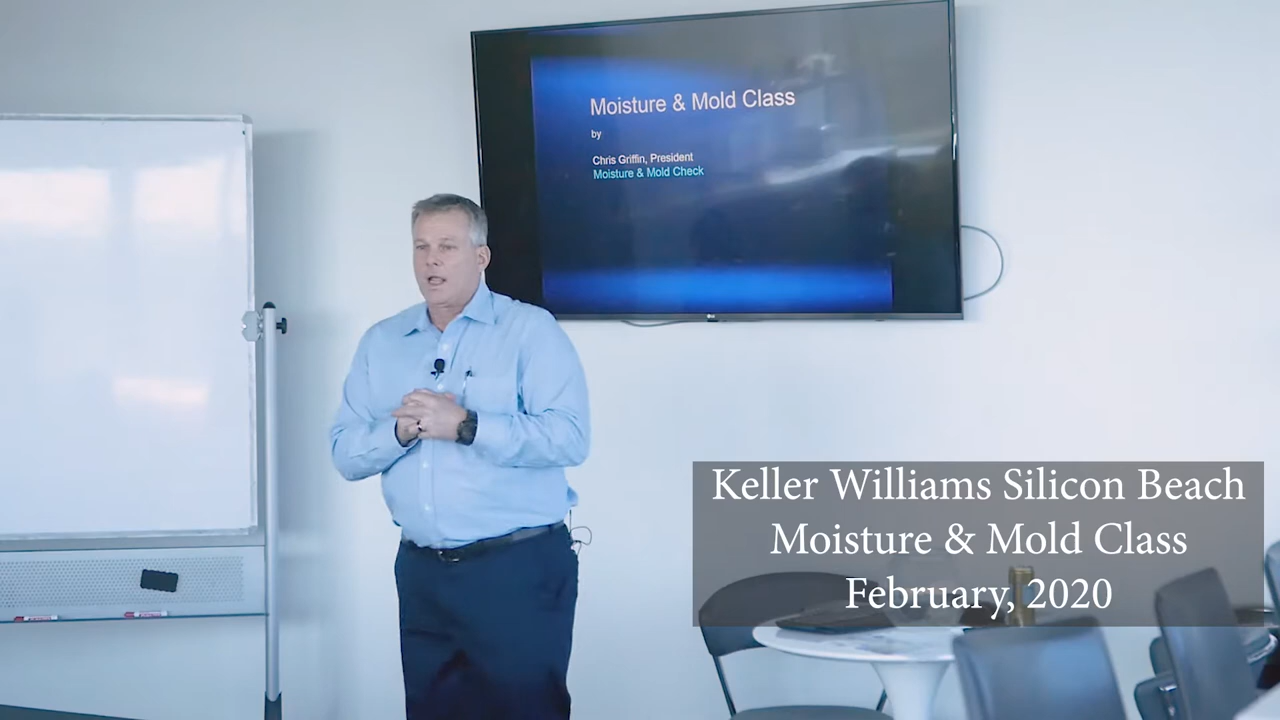 Moisture & Mold Class
by
Chris Griffin, President
Moisture & Mold Check
Keller Williams Silicon Beach
Moisture & Mold Class
February, 2020